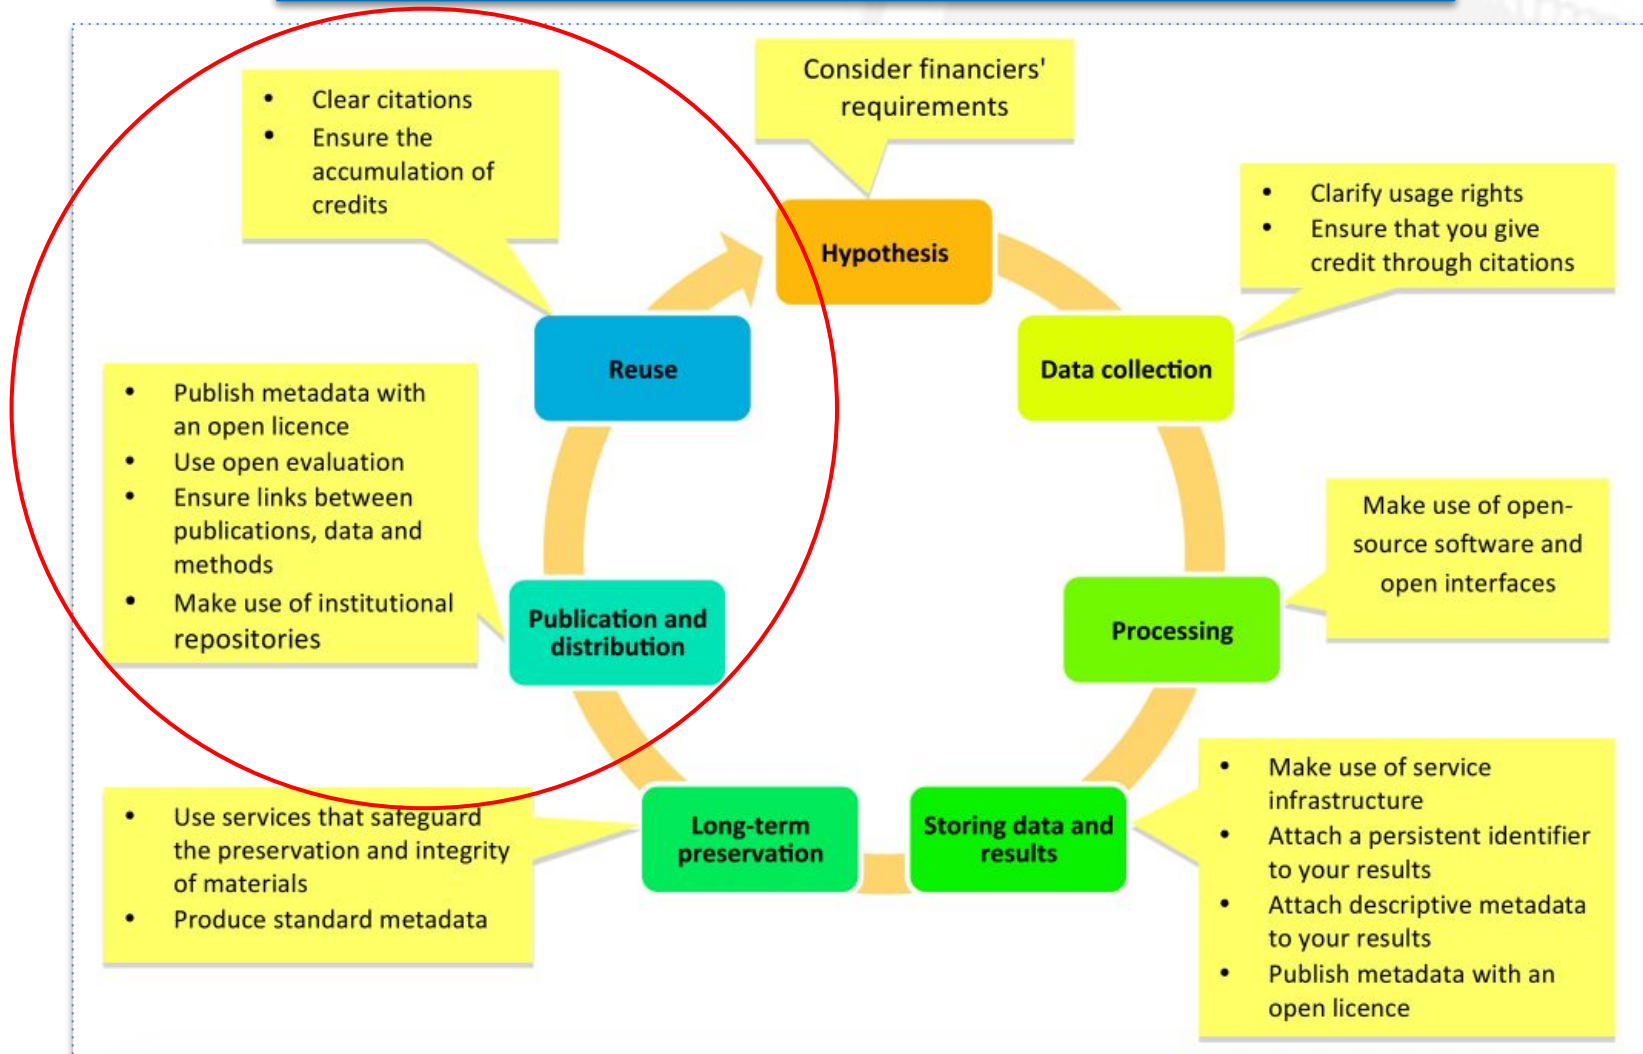 Consider financiers'
requirements
• Clear citations
• Ensure the
accumulation of
credits
Hypothesis
• Clarify usage rights
• Ensure that you give
credit through citations
Reuse
Data collection
• Publish metadata with
an open licence
• Use open evaluation
• Ensure links between
publications, data and
methods
• Make use of institutional
repositories
Make use of open-
source software and
open interfaces
Publication and
distribution
Processing
• Use services that safeguard
the preservation and integrity
of materials
• Produce standard metadata
Long-term
preservation
Storing data and
results
• Make use of service
infrastructure
• Attach a persistent identifier
to your results
• Attach descriptive metadata
to your results
• Publish metadata with an
open licence